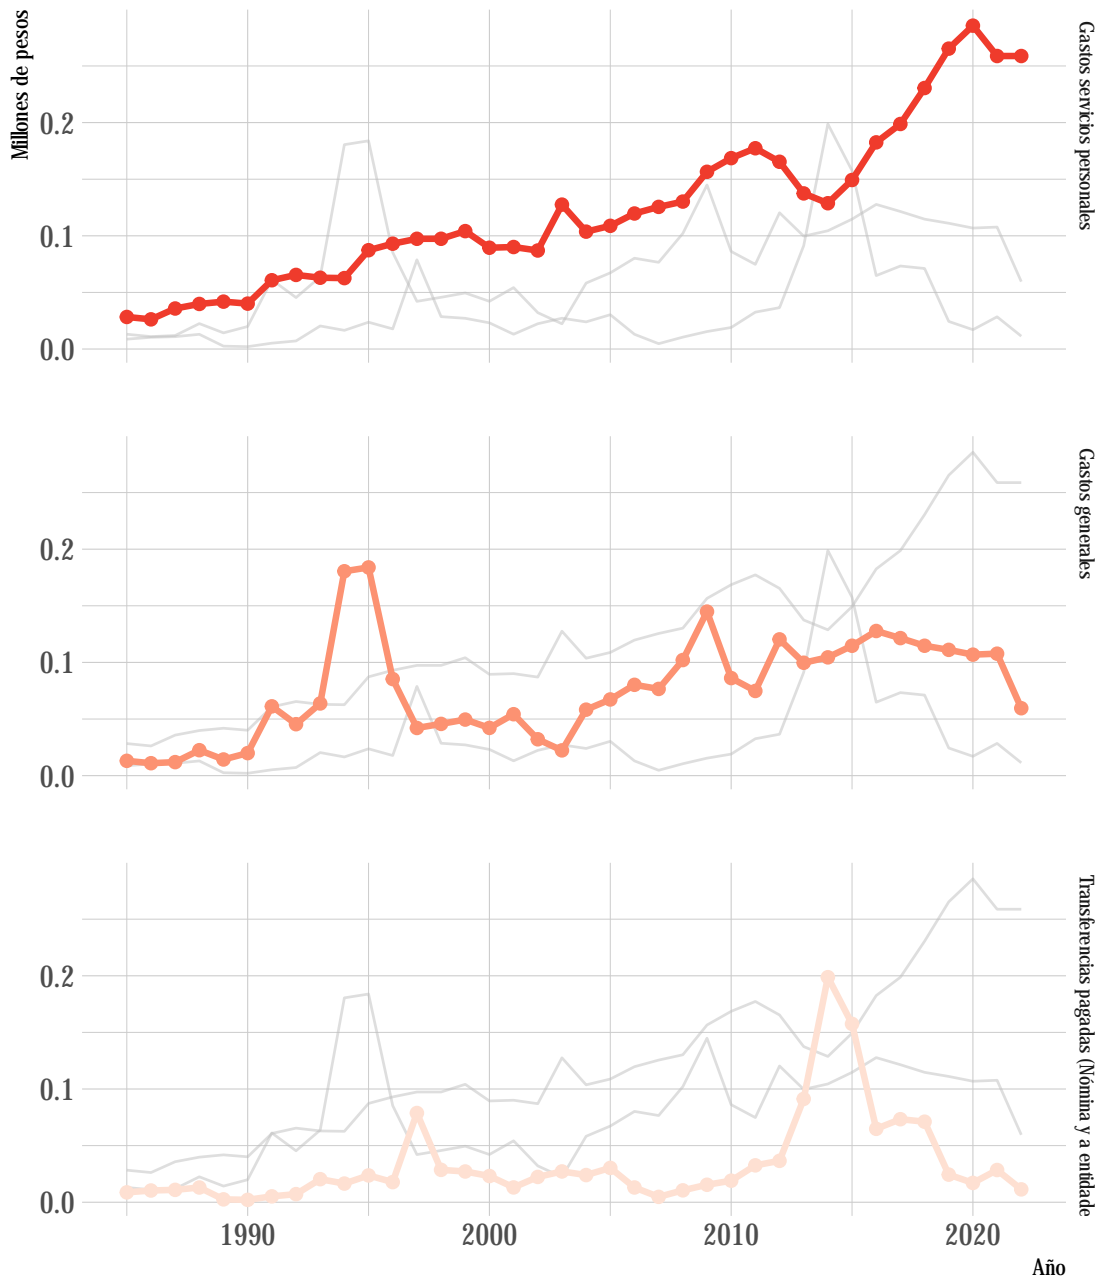 Millones de pesos
0.2
0.1
0.0
Gastos servicios personales
0.2
0.1
0.0
Gastos generales
0.2
0.1
0.0
Transferencias pagadas (Nómina y a entidade
1990 2000 2010 2020
Año